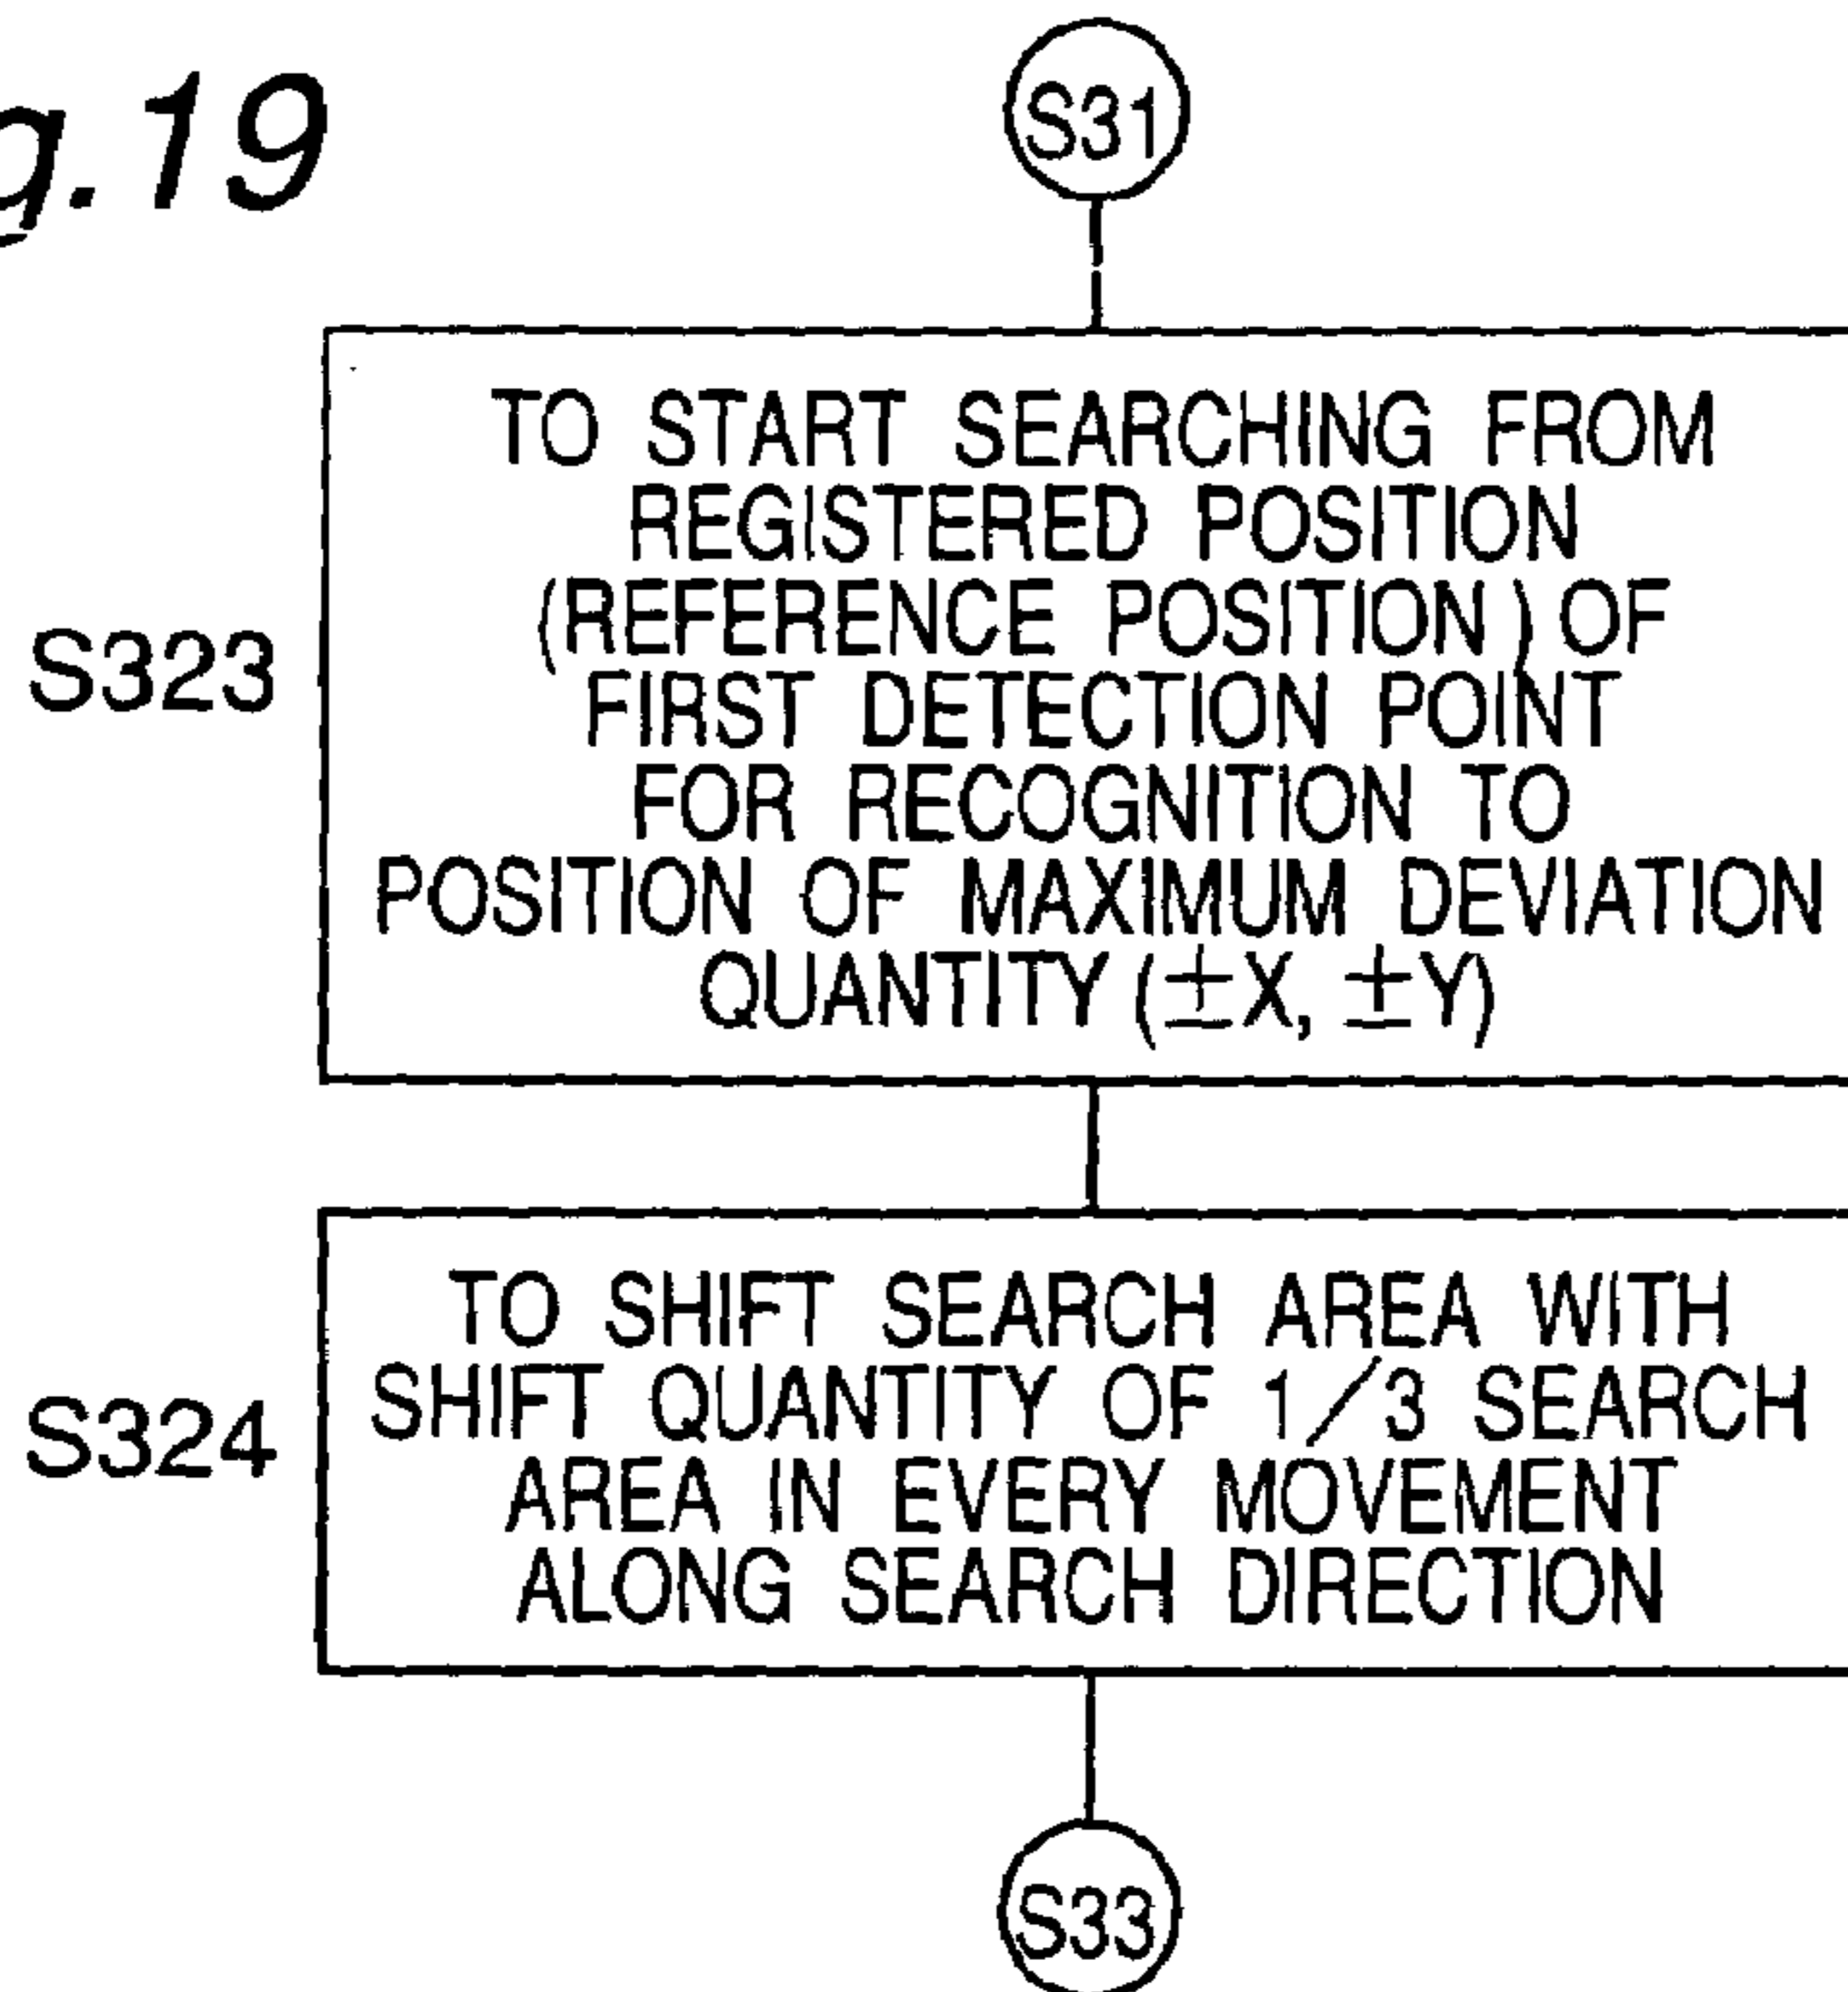 g.19
S31
S323
TO START SEARCHING FROM
REGISTERED POSITION
(REFERENCE POSITION) OF
FIRST DETECTION POINT
FOR RECOGNITION TO
POSITION OF MAXIMUM DEVIATION
QUANTITY (±X, ±Y)
S324
TO SHIFT SEARCH AREA WITH
SHIFT QUANTITY OF 1/3 SEARCH
AREA IN EVERY MOVEMENT
ALONG SEARCH DIRECTION
S33